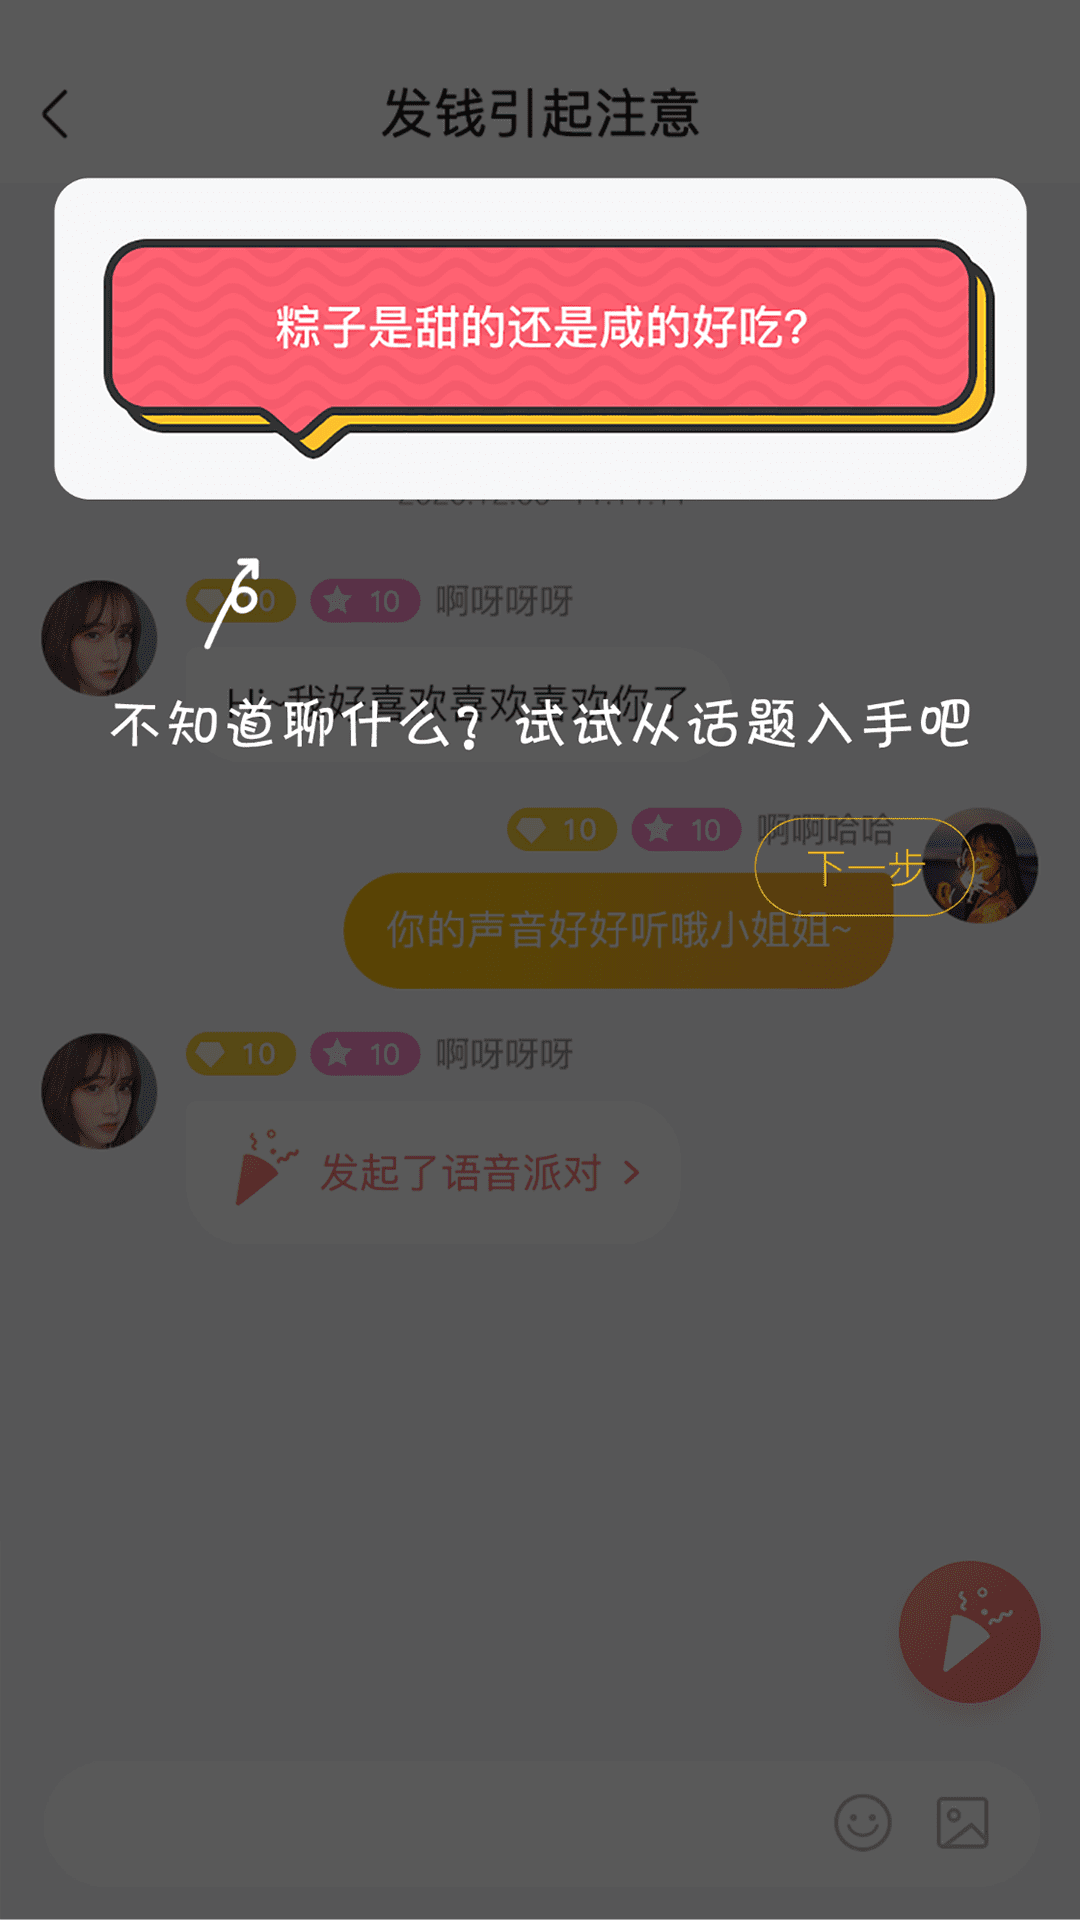 发钱引起注意
粽子是甜的还是咸的好吃?
10 啊呀呀呀
Hi~我好喜欢喜欢喜欢你了
不知道聊什么? 试试从话题入手吧
10 10 啊啊哈哈
下一步
你的声音好好听哦小姐姐~
10 10 啊呀呀呀
发起了语音派对 >